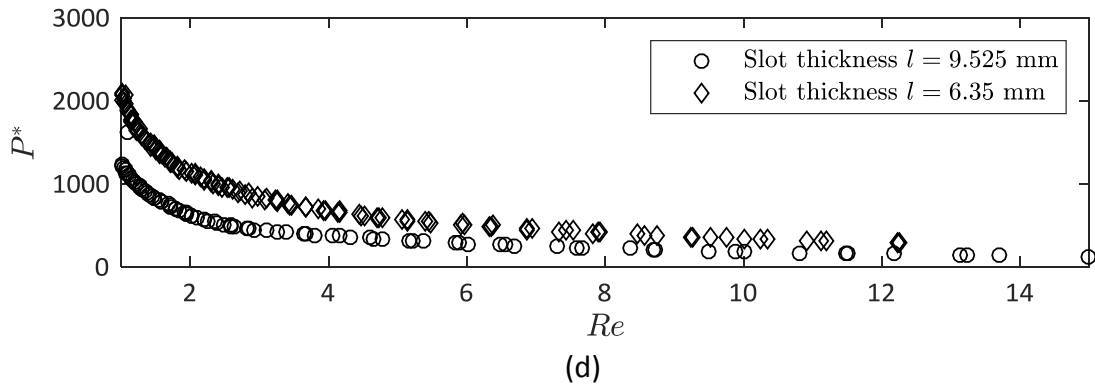 3000
2000
1000
0
P*
Slot thickness l = 9.525 mm
Slot thickness l = 6.35 mm
2 4 6 8 10 12 14
Re
(d)